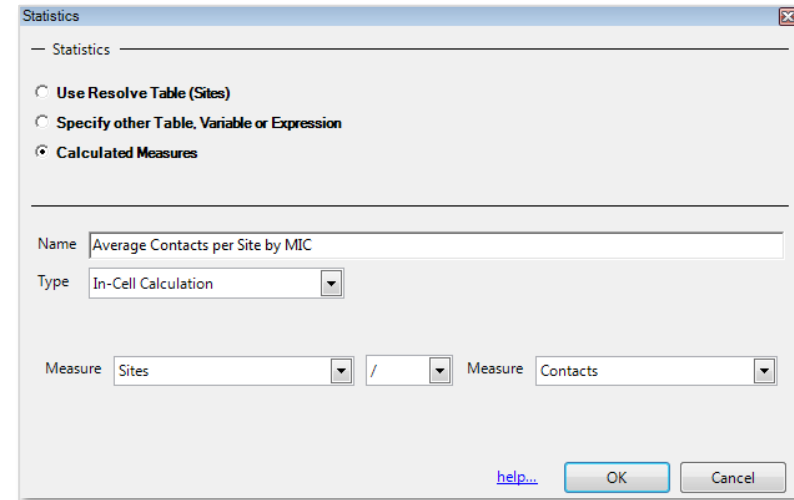 Statistics
Statistics
Use Resolve Table (Sites)
Specify other Table, Variable or Expression
Calculated Measures
Name Average Contacts per Site by MIC
Type In-Cell Calculation
Measure Sites / Measure Contacts
help... OK Cancel